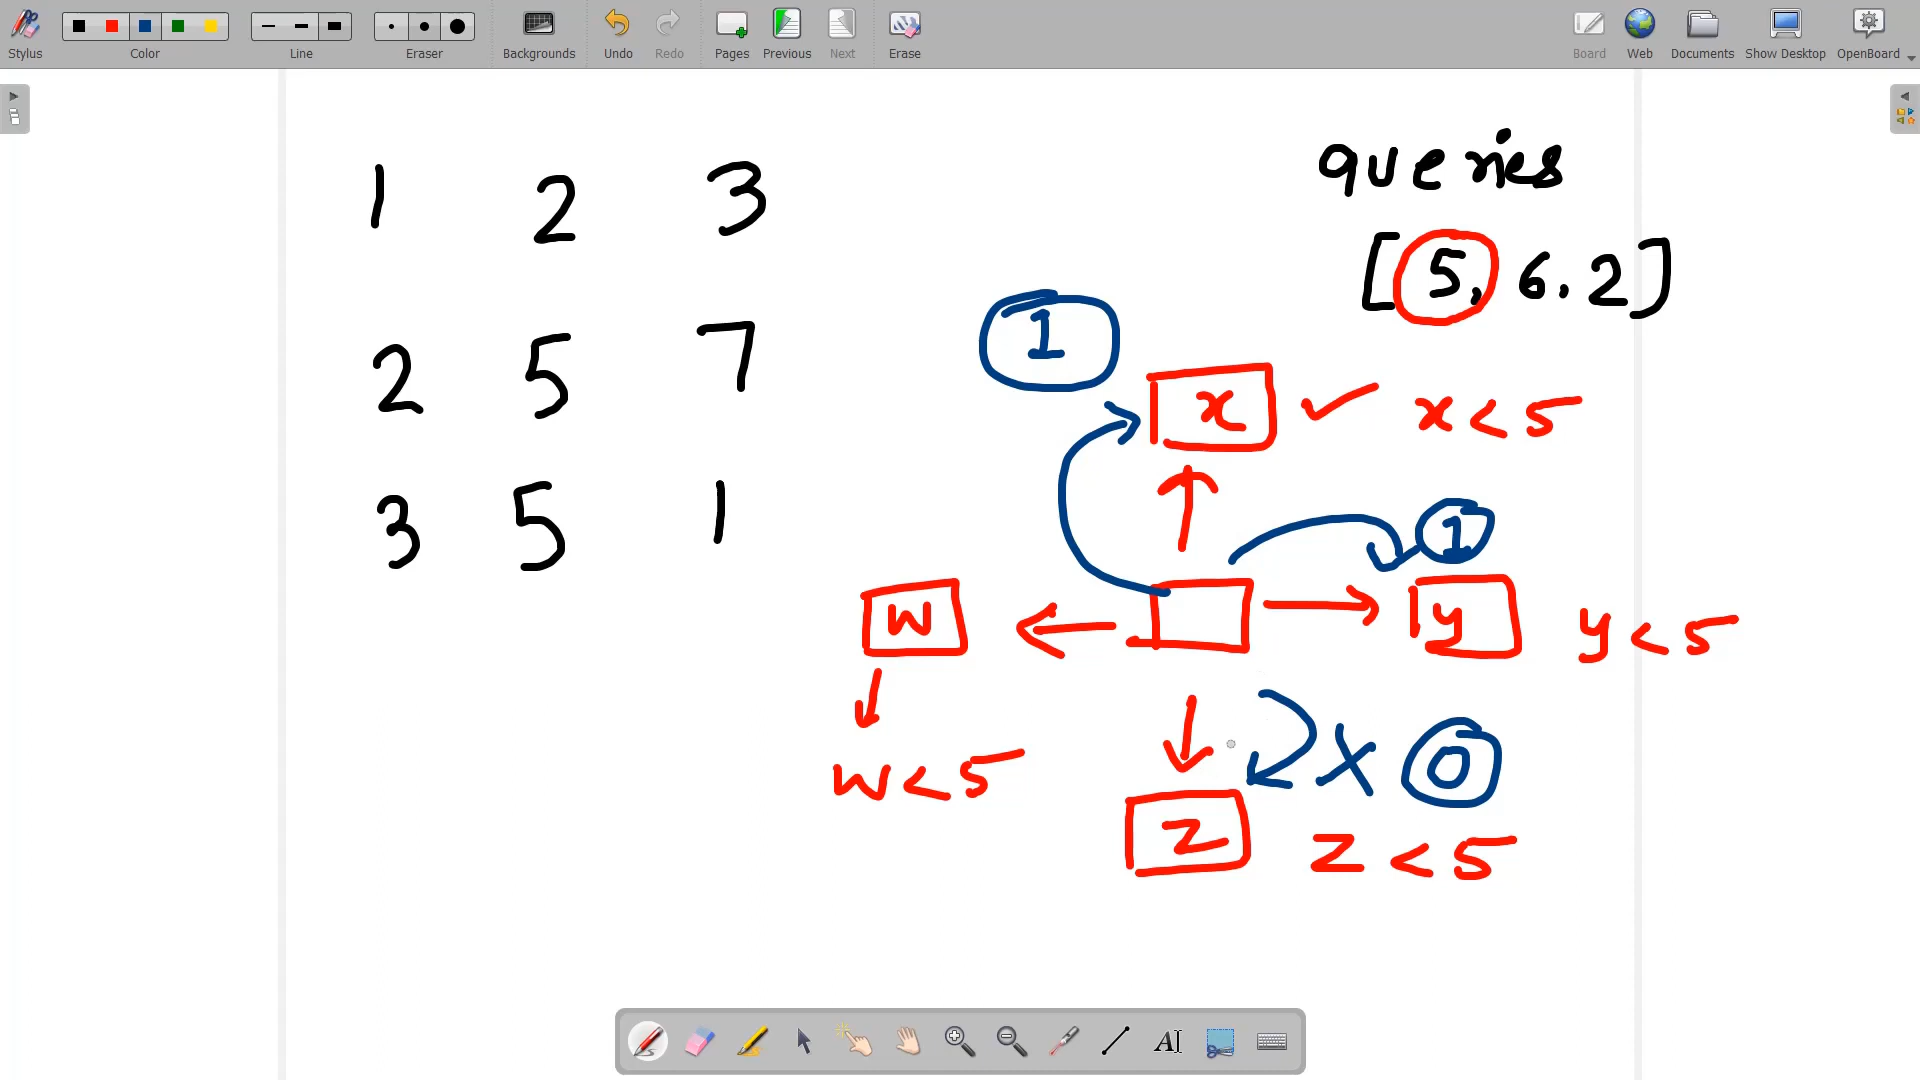 Stylus Color Line Eraser Backgrounds Undo Redo Pages Previous Next Erase Board Web Documents Show Desktop OpenBoard
queries
1 2 3
[5, 6, 2]
1
2 5 7
x x < 5
3 5 1
1
w y y < 5
w < 5 X 0
z z < 5
AI